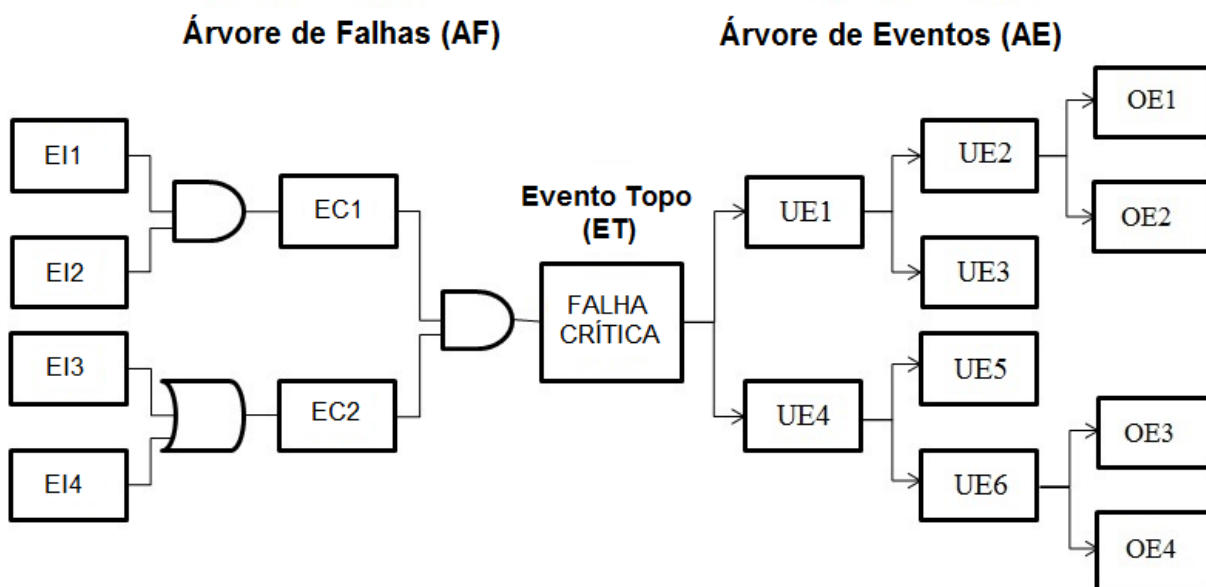 Árvore de Falhas (AF)
Árvore de Eventos (AE)
EI1
EI2
EI3
EI4
EC1
EC2
Evento Topo
(ET)
FALHA
CRÍTICA
UE1
UE4
UE2
UE3
UE5
UE6
OE1
OE2
OE3
OE4